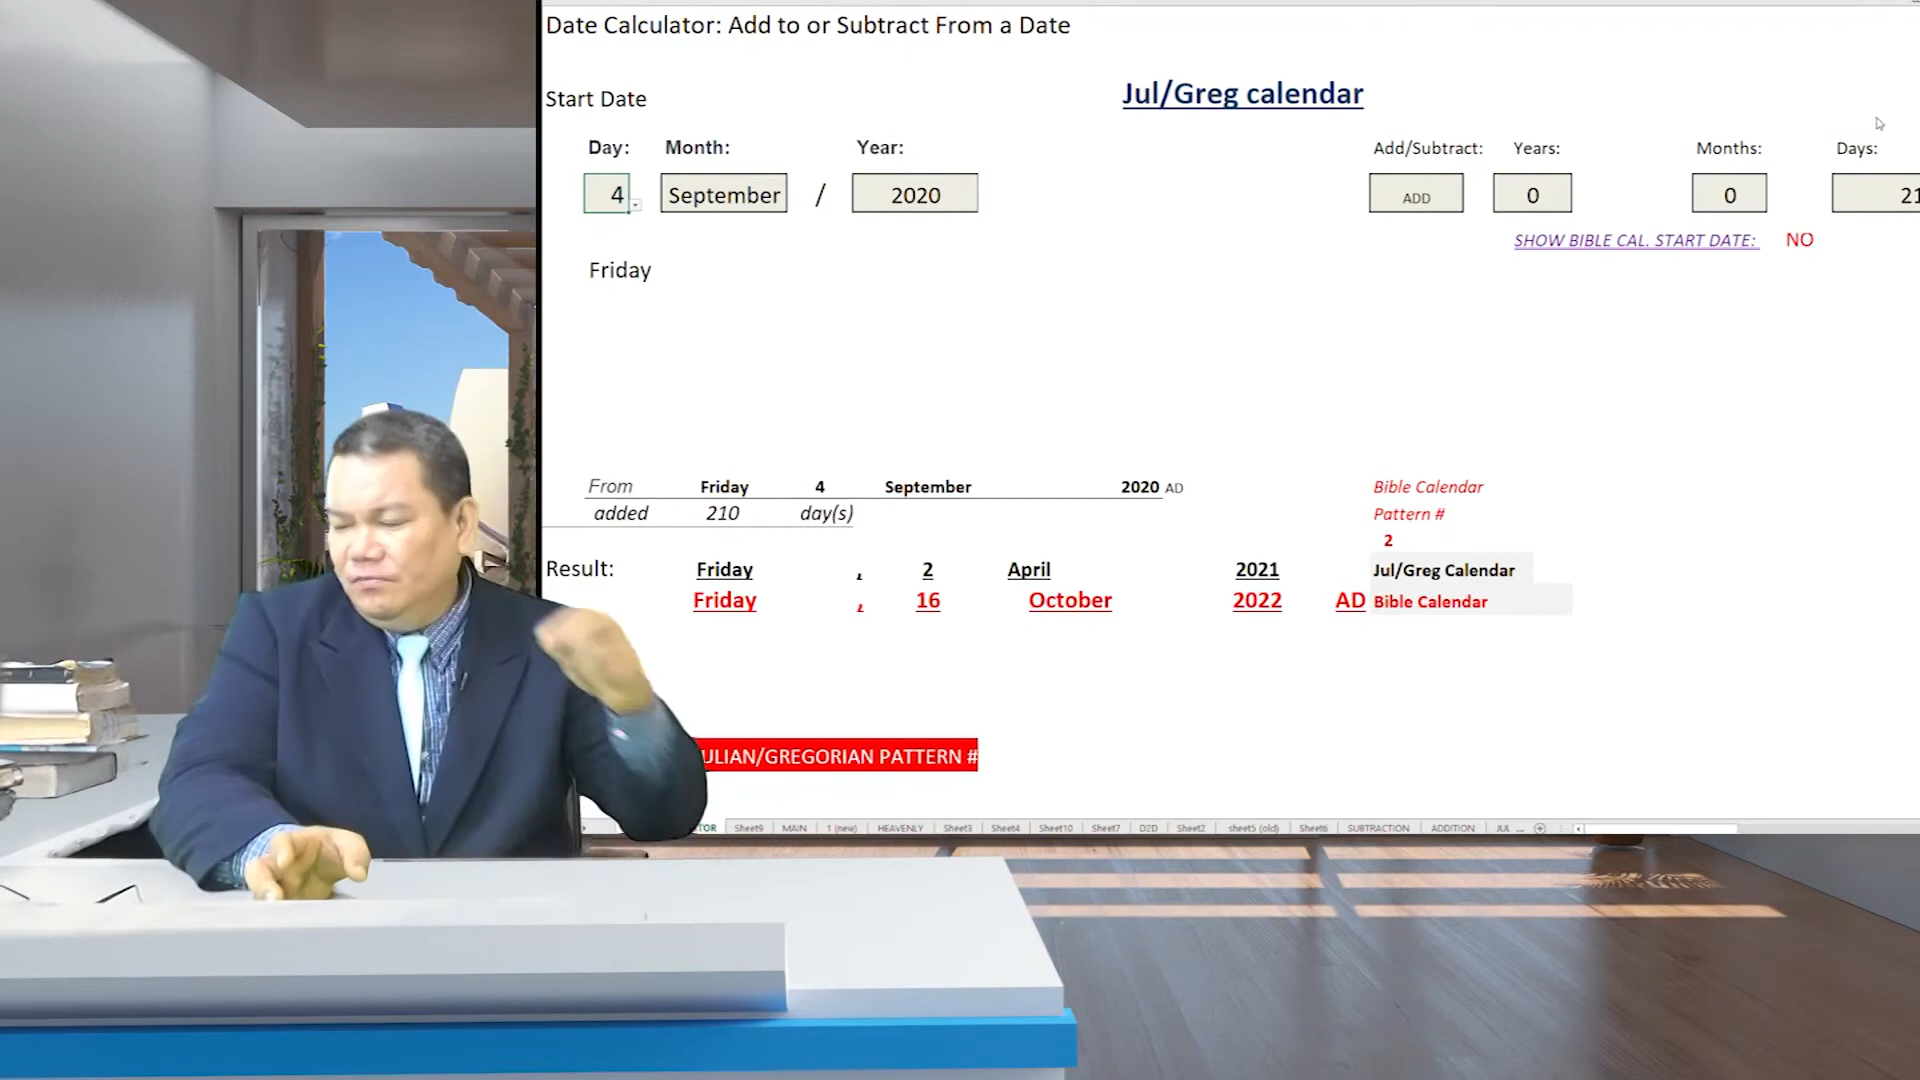 Date Calculator: Add to or Subtract From a Date
Jul/Greg calendar
Start Date
Day: Month: Year: Add/Subtract: Years: Months: Days:
4 September / 2020 ADD 0 0 21
SHOW BIBLE CAL. START DATE: NO
Friday
From Friday 4 September 2020 AD Bible Calendar
added 210 day(s) Pattern #
2
Result: Friday , 2 April 2021 Jul/Greg Calendar
Friday , 16 October 2022 AD Bible Calendar
ULIAN/GREGORIAN PATTERN #
TOR Sheet9 MAIN 1 (new) HEAVENLY Sheet3 Sheet4 Sheet10 Sheet7 D2D Sheet2 sheet5 (old) Sheet6 SUBTRACTION ADDITION JUL ...